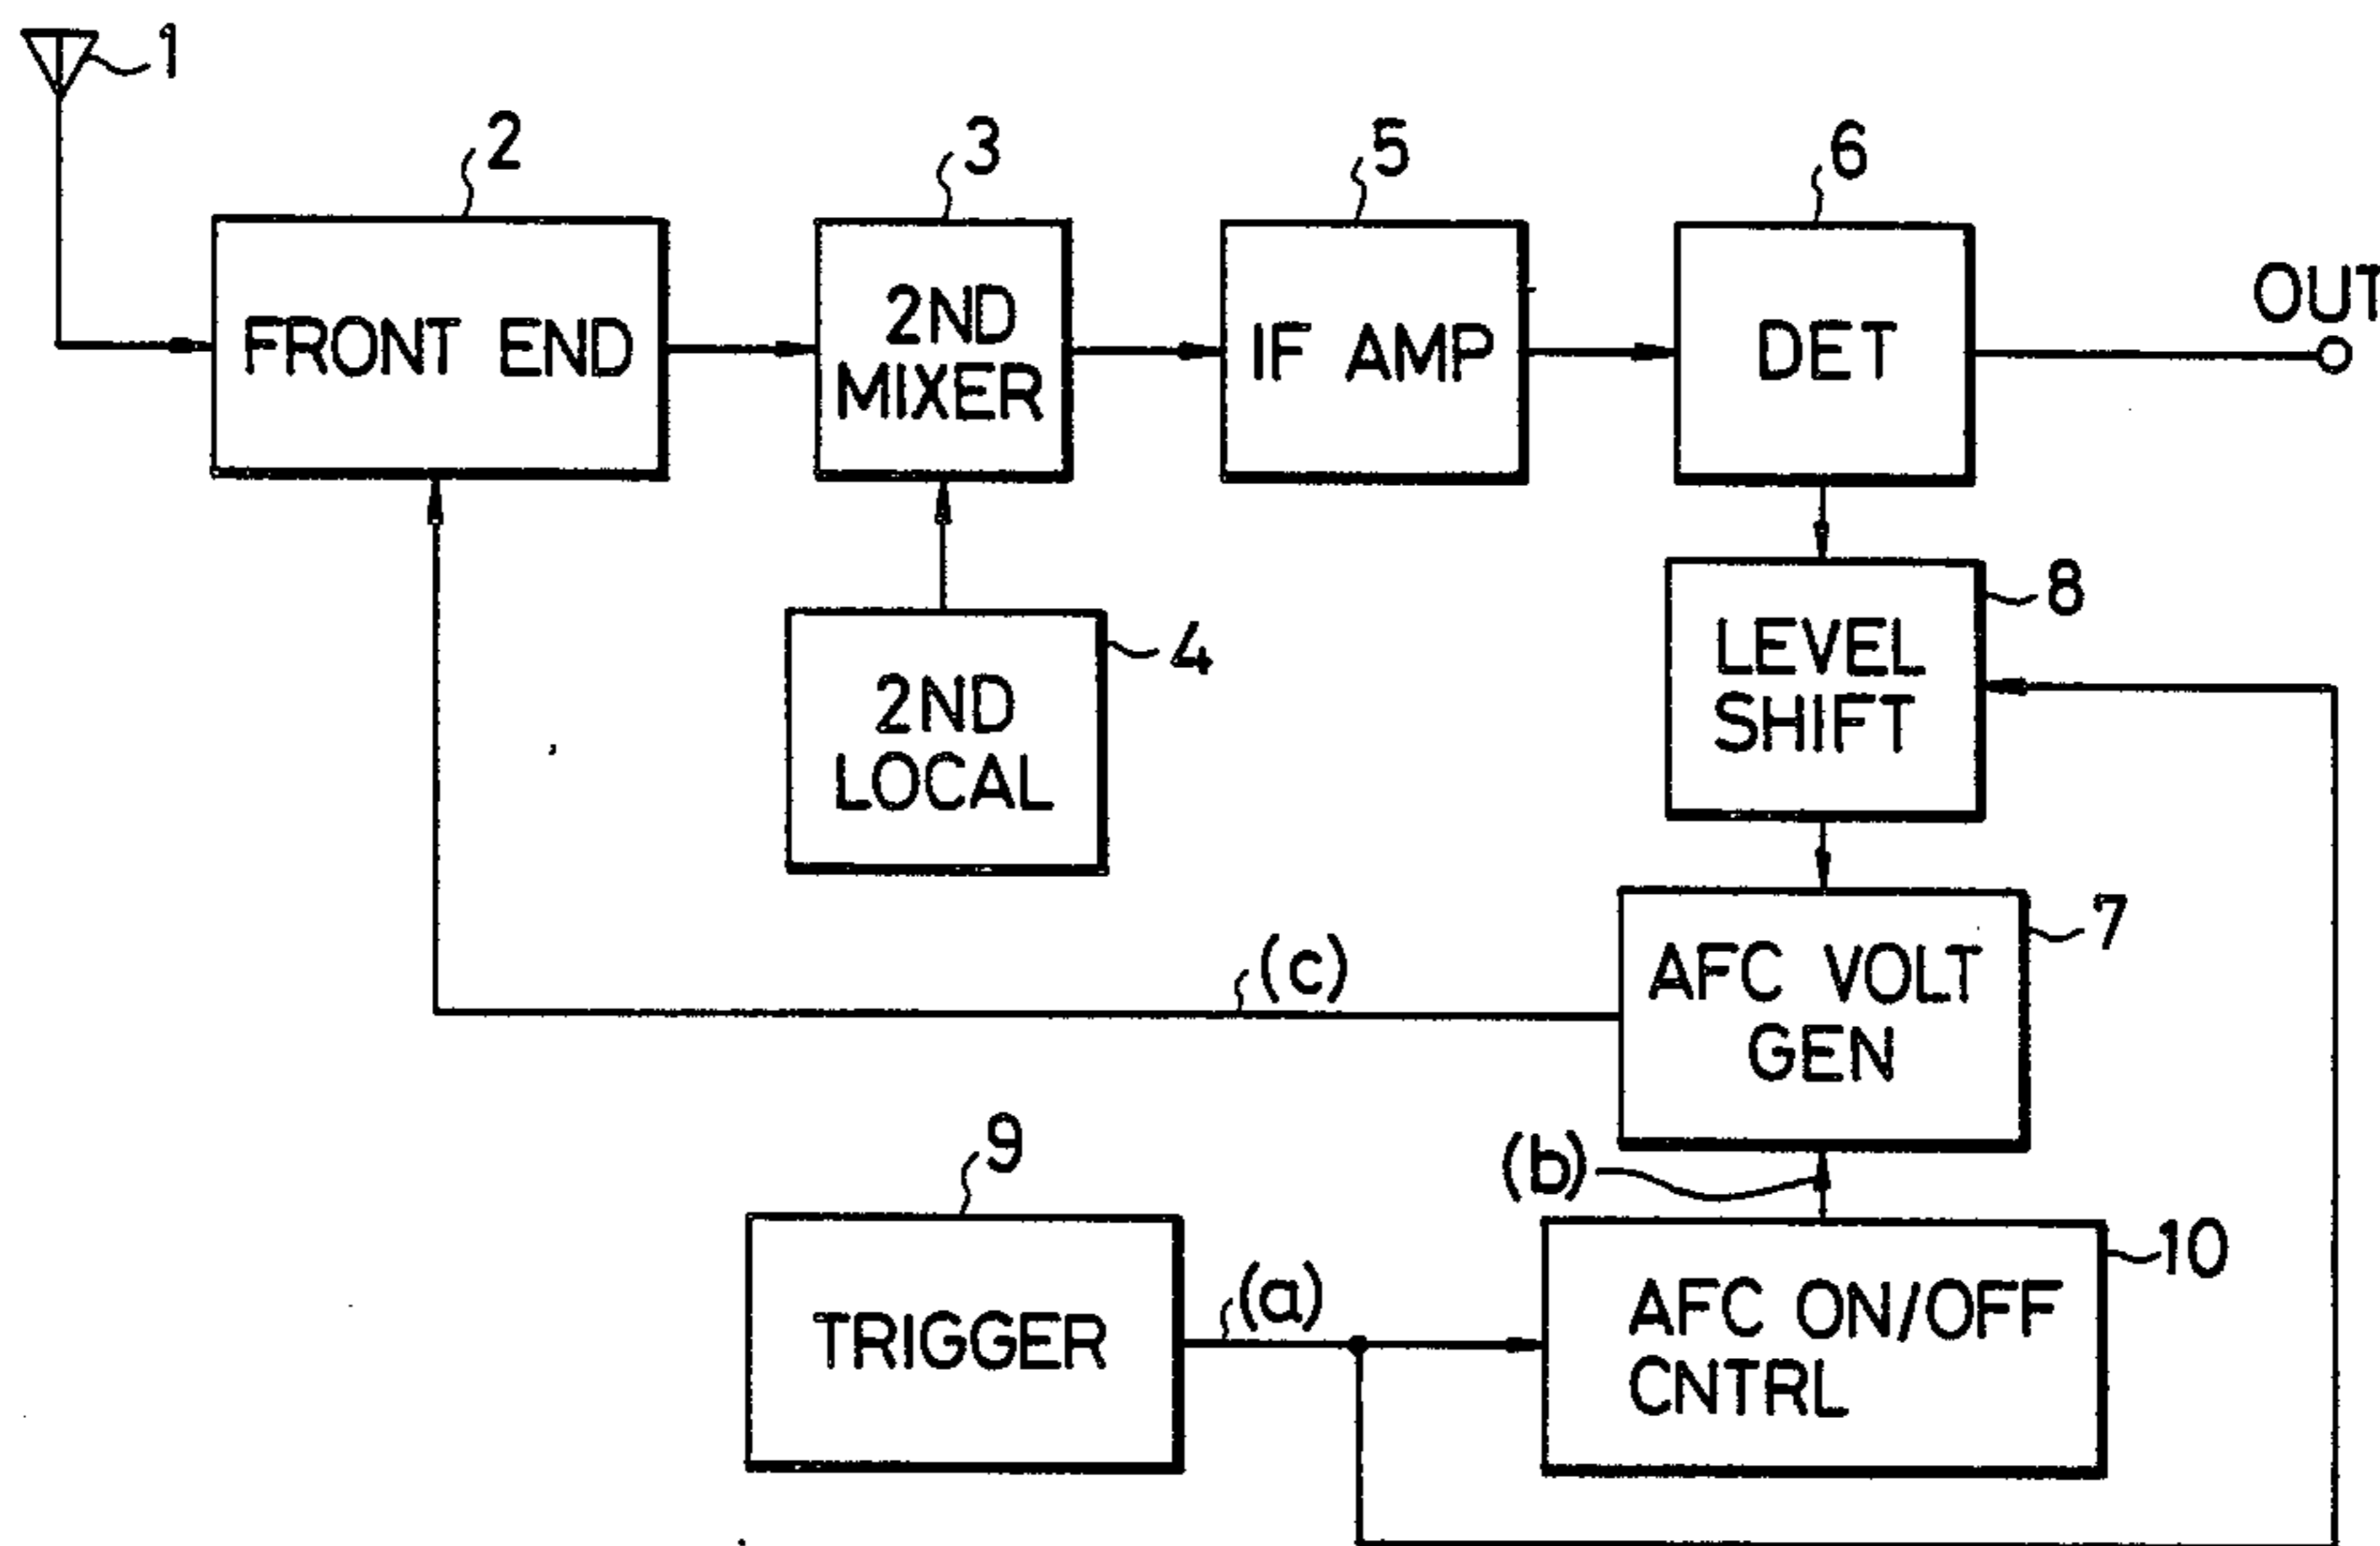 1
2
3
5
6
OUT
FRONT END
2ND
MIXER
IF AMP
DET
8
4
LEVEL
SHIFT
2ND
LOCAL
7
(c)
AFC VOLT
GEN
9
(b)
10
(a)
TRIGGER
AFC ON/OFF
CNTRL